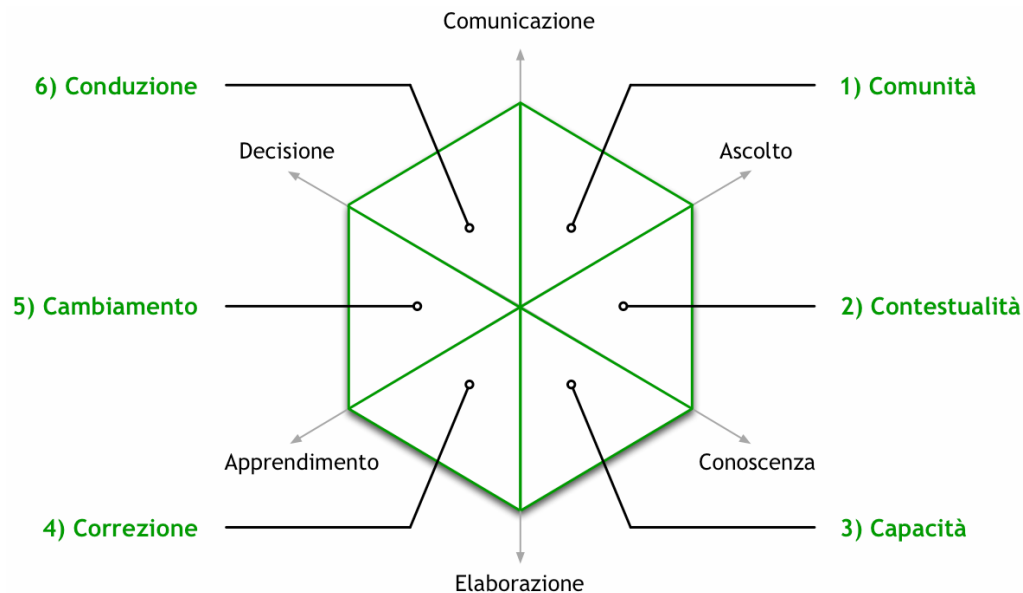 Comunicazione
6) Conduzione
1) Comunità
Decisione
Ascolto
5) Cambiamento
2) Contestualità
Apprendimento
Conoscenza
4) Correzione
3) Capacità
Elaborazione